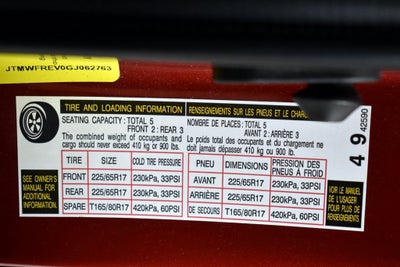 JTMWFREV0GJ062763
TIRE AND LOADING INFORMATION
SEATING CAPACITY : TOTAL 5
FRONT 2 : REAR 3
The combined weight of occupants and
cargo should never exceed 410 kg or 900 lbs.
RENSEIGNEMENTS SUR LES PNEUS ET LE CHAR
NOMBRE DE PLACES : TOTAL 5
AVANT 2 : ARRIÈRE 3
Le poids total des occupants et du chargement ne
doit jamais dépasser 410 kg ou 900 lb.
SEE OWNER'S
MANUAL FOR
ADDITIONAL
INFORMATION
TIRE SIZE COLD TIRE PRESSURE
FRONT 225/65R17 230kPa, 33PSI
REAR 225/65R17 230kPa, 33PSI
SPARE T165/80R17 420kPa, 60PSI
PNEU DIMENSIONS PRESSION DES
PNEUS À FROID
AVANT 225/65R17 230kPa, 33PSI
ARRIÈRE 225/65R17 230kPa, 33PSI
DE SECOURS T165/80R17 420kPa, 60PSI
VOIR LE MANUEL
DE L'USAGER
POUR PLUS DE
RENSEIGNEMENTS
4 9 42590